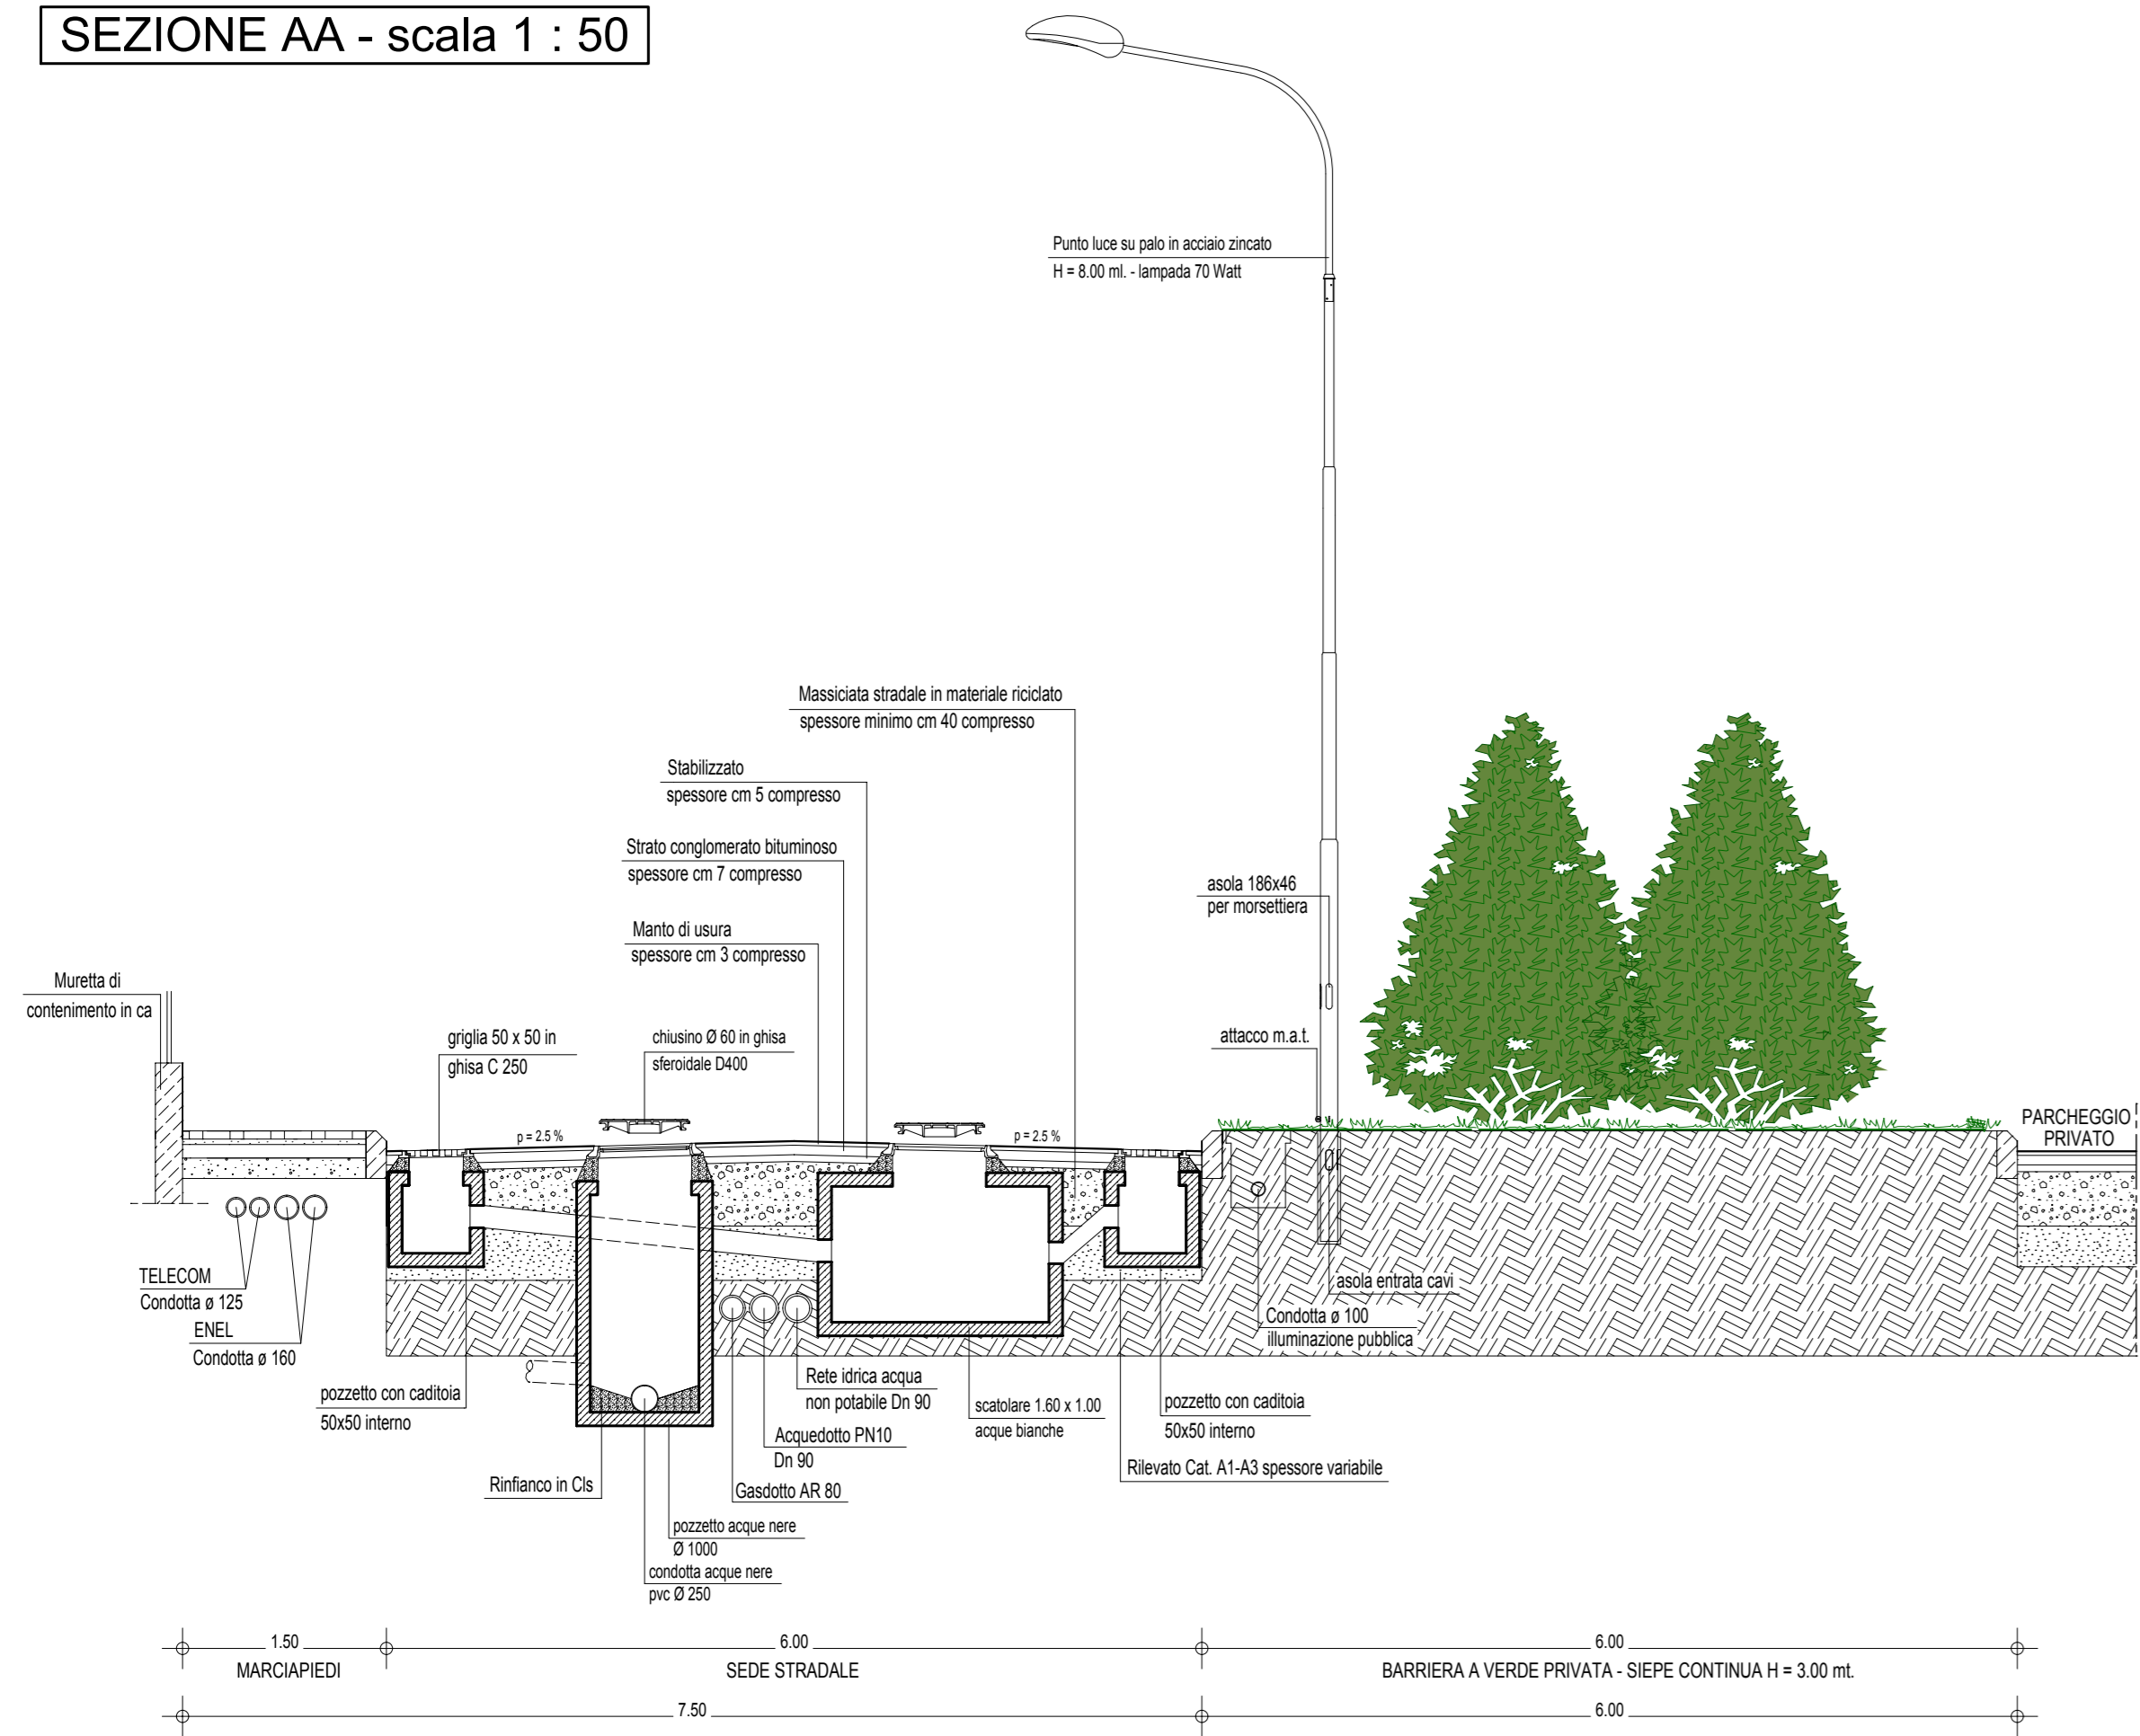 SEZIONE AA - scala 1 : 50
Punto luce su palo in acciaio zincato
H = 8.00 ml. - lampada 70 Watt
Massiciata stradale in materiale riciclato
spessore minimo cm 40 compresso
Stabilizzato
spessore cm 5 compresso
Strato conglomerato bituminoso
spessore cm 7 compresso
Manto di usura
spessore cm 3 compresso
asola 186x46
per morsettiera
Muretta di
contenimento in ca
griglia 50 x 50 in
ghisa C 250
chiusino Ø 60 in ghisa
sferoidale D400
attacco m.a.t.
p = 2.5 %
p = 2.5 %
PARCHEGGIO
PRIVATO
TELECOM
Condotta ø 125
ENEL
Condotta ø 160
asola entrata cavi
Condotta ø 100
illuminazione pubblica
pozzetto con caditoia
50x50 interno
Rete idrica acqua
non potabile Dn 90
scatolare 1.60 x 1.00
acque bianche
pozzetto con caditoia
50x50 interno
Acquedotto PN10
Dn 90
Rilevato Cat. A1-A3 spessore variabile
Rinfianco in Cls
Gasdotto AR 80
pozzetto acque nere
Ø 1000
condotta acque nere
pvc Ø 250
1.50
6.00
6.00
MARCIAPIEDI
SEDE STRADALE
BARRIERA A VERDE PRIVATA - SIEPE CONTINUA H = 3.00 mt.
7.50
6.00